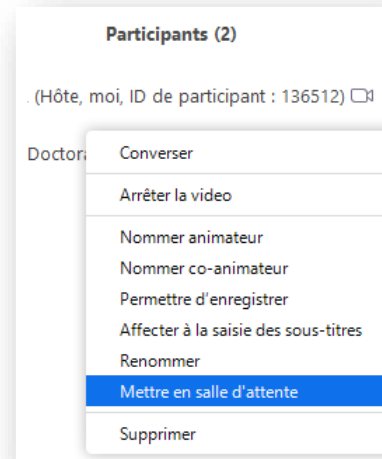 Participants (2)
. (Hôte, moi, ID de participant : 136512)
Doctora
Converser
Arrêter la video
Nommer animateur
Nommer co-animateur
Permettre d'enregistrer
Affecter à la saisie des sous-titres
Renommer
Mettre en salle d'attente
Supprimer